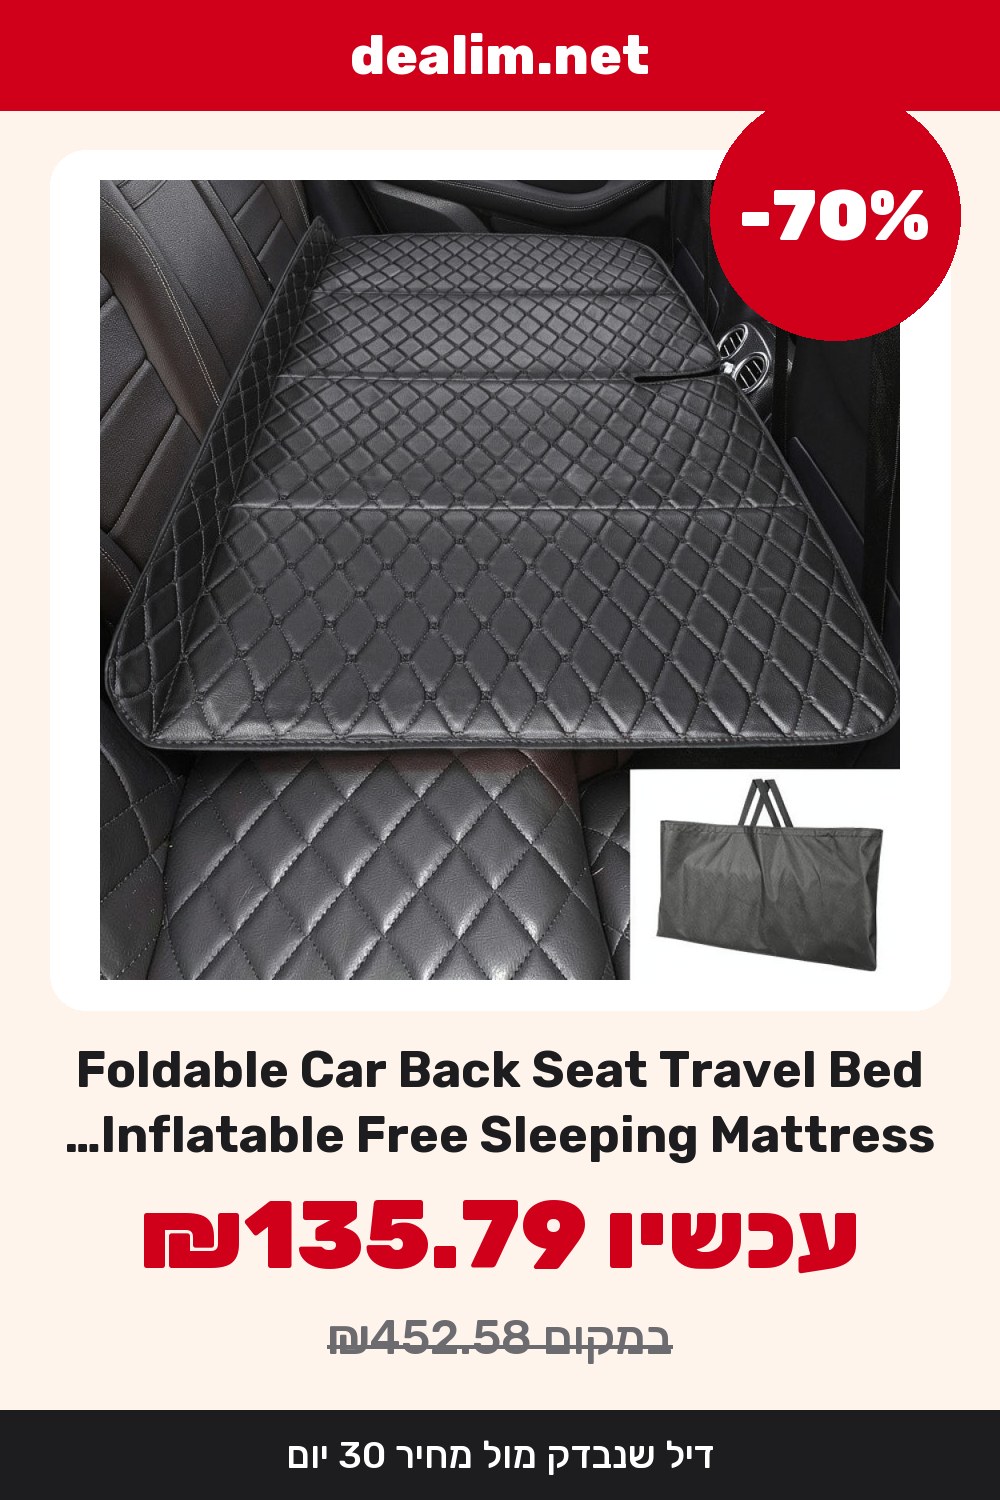 dealim.net
-70%
Foldable Car Back Seat Travel Bed
Inflatable Free Sleeping Mattress...
עכשיו 135.79₪
במקום 452.58₪
דיל שנבדק מול מחיר 30 יום